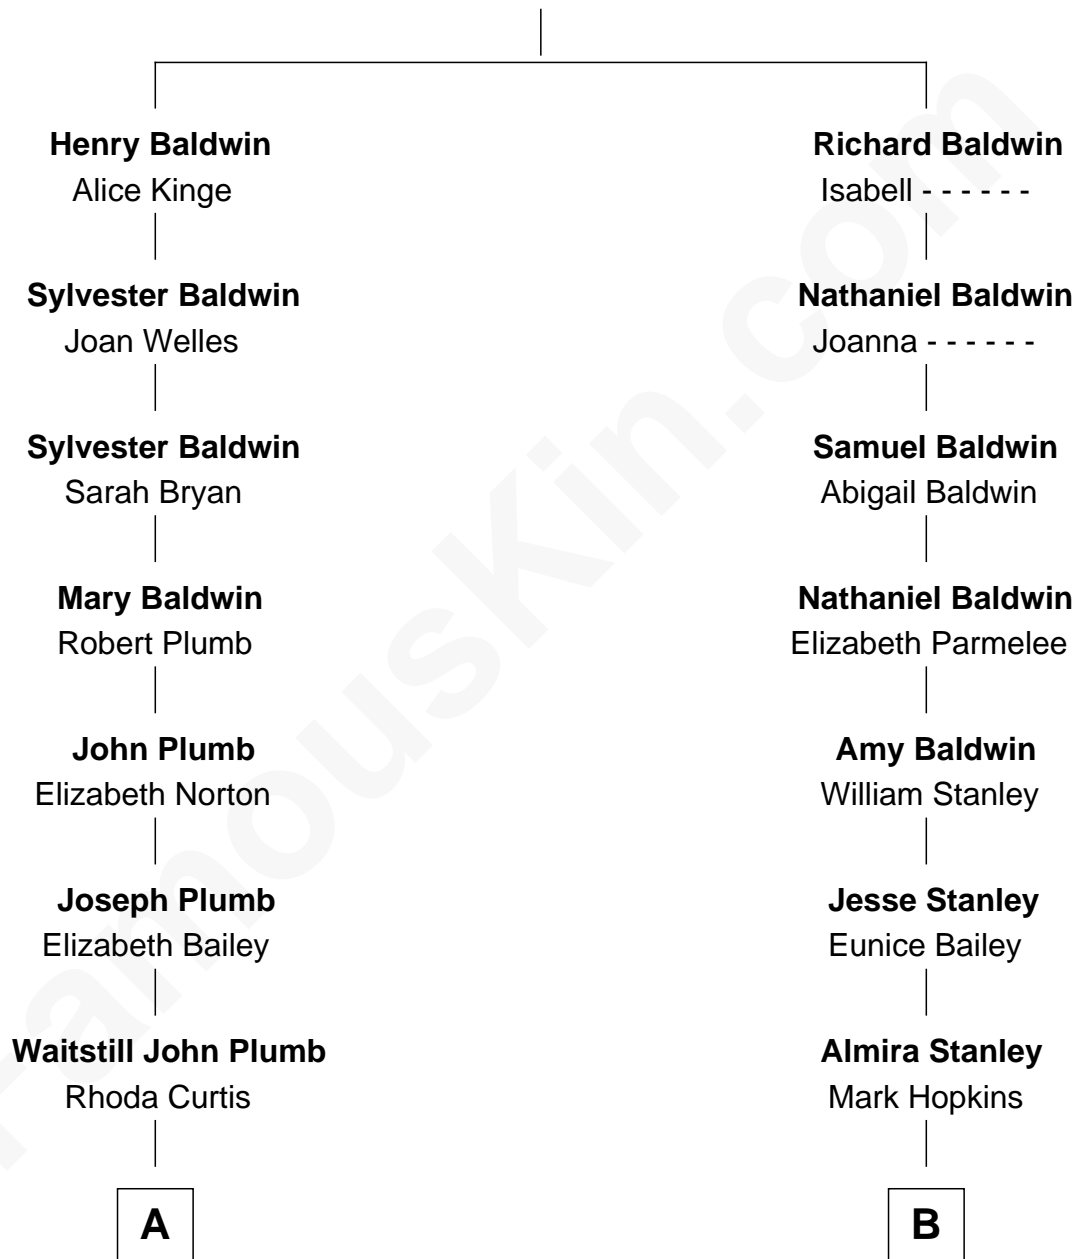 Henry Baldwin
Alice Kinge
Sylvester Baldwin
Joan Welles
Sylvester Baldwin
Sarah Bryan
Mary Baldwin
Robert Plumb
John Plumb
Elizabeth Norton
Joseph Plumb
Elizabeth Bailey
Waitstill John Plumb
Rhoda Curtis
A
Richard Baldwin
Isabell - - - - - -
Nathaniel Baldwin
Joanna - - - - - -
Samuel Baldwin
Abigail Baldwin
Nathaniel Baldwin
Elizabeth Parmelee
Amy Baldwin
William Stanley
Jesse Stanley
Eunice Bailey
Almira Stanley
Mark Hopkins
B
FamousKin.com